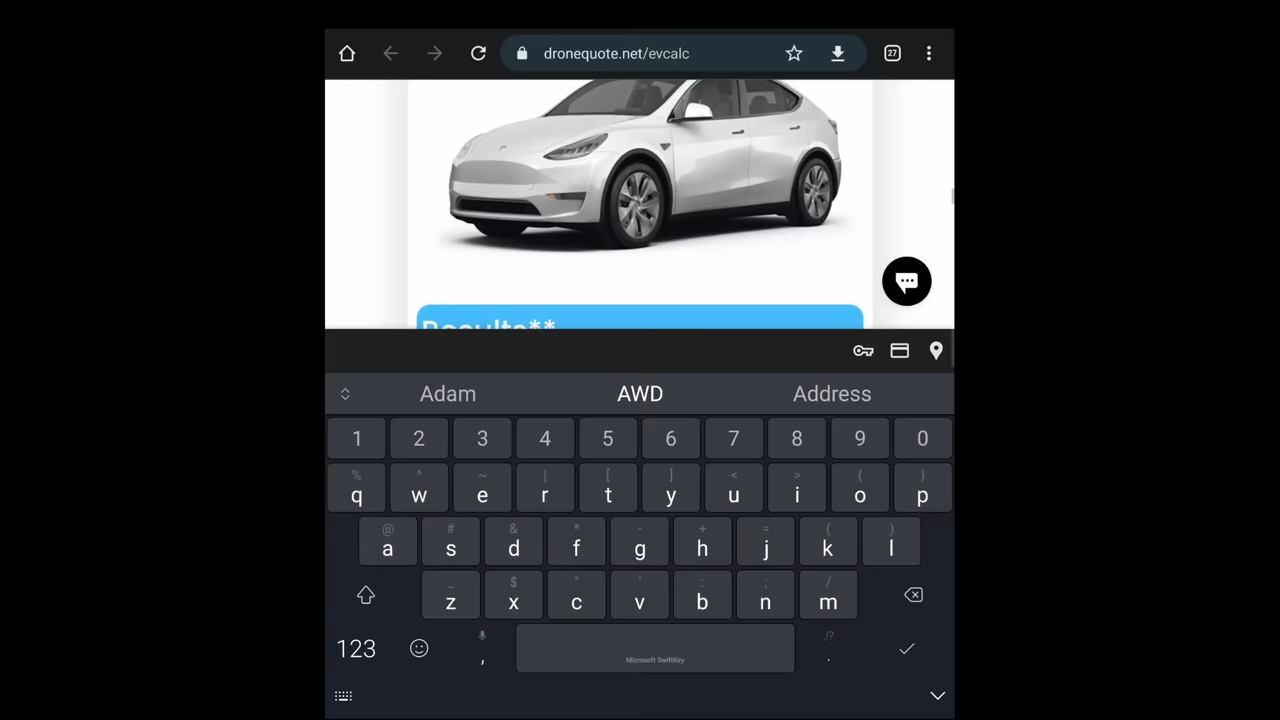 dronequote.net/evcalc
27
Results**
Adam AWD Address
1 2 3 4 5 6 7 8 9 0
% ^ ~ | [ ] < > { }
q w e r t y u i o p
@ # & * - + = ( )
a s d f g h j k l
_ $ " ' : ; /
z x c v b n m
123 , Microsoft SwiftKey ,!? .